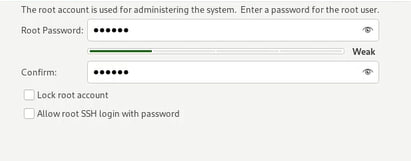 The root account is used for administering the system. Enter a password for the root user.
Root Password: ●●●●●●
Weak
Confirm: ●●●●●●
Lock root account
Allow root SSH login with password